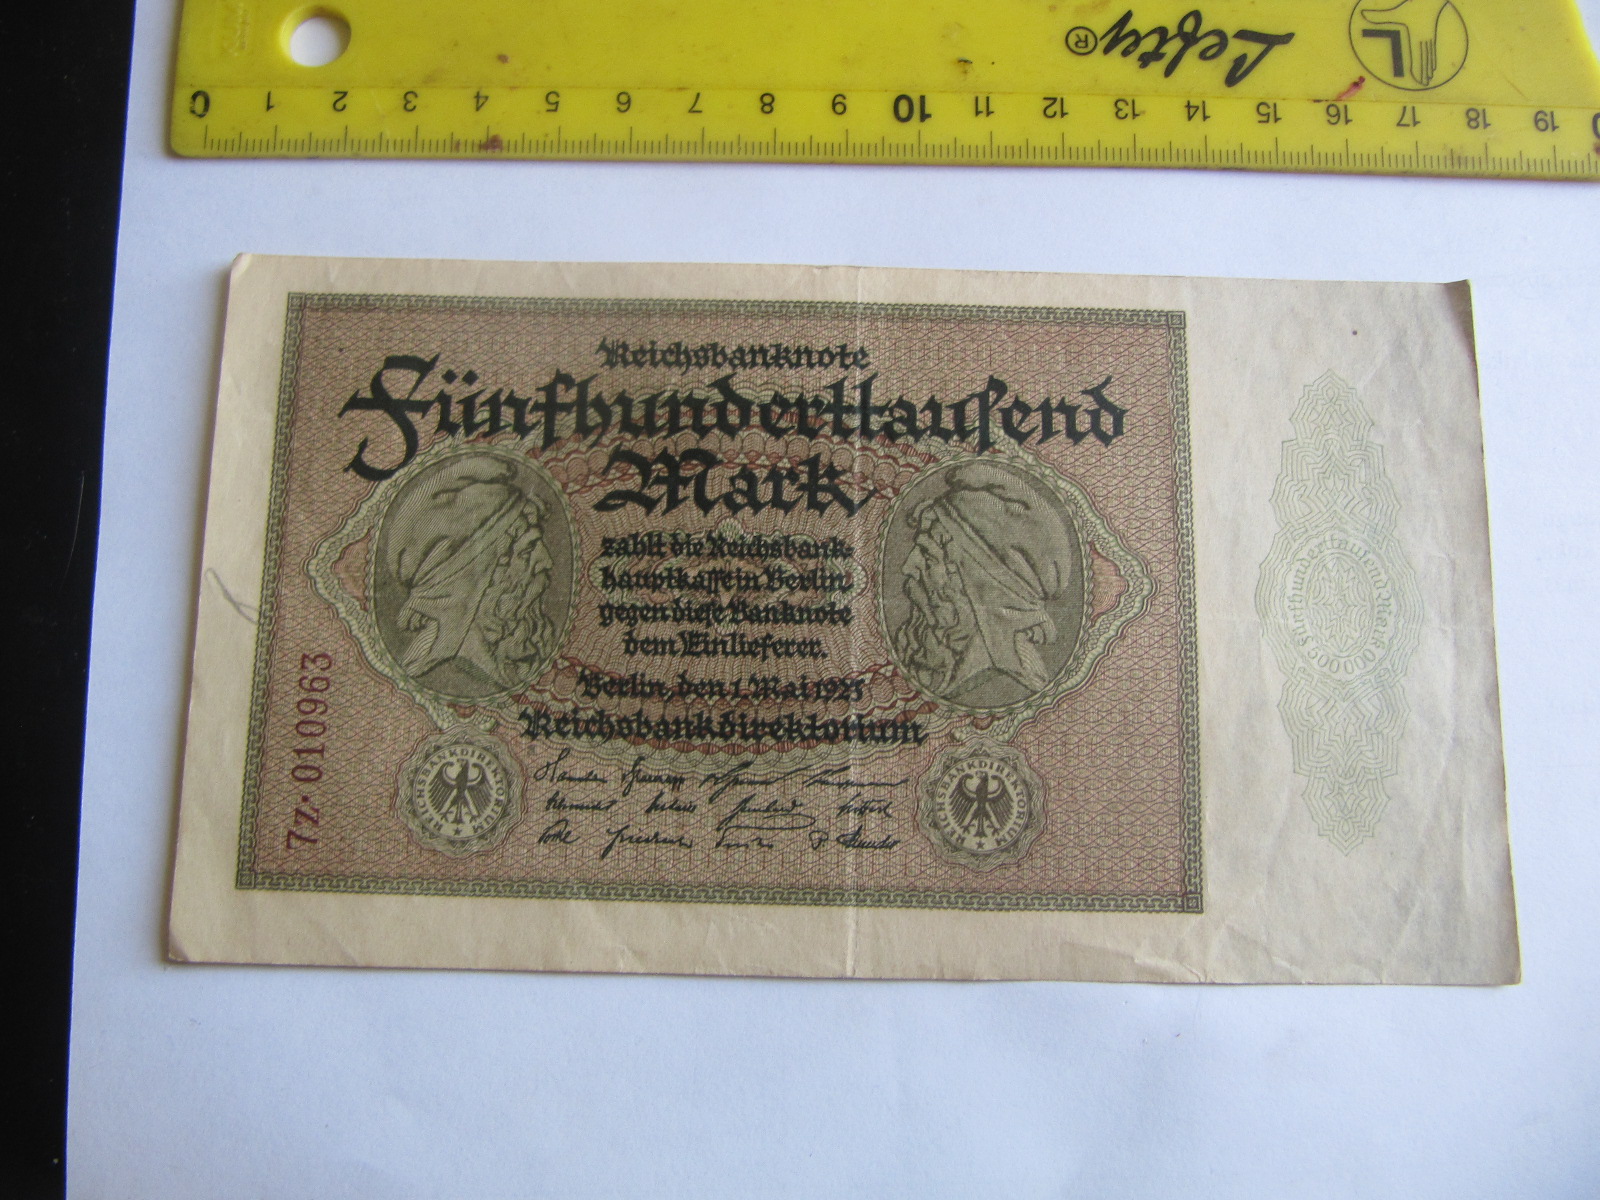 Lefty ®
L
0 1 2 3 4 5 6 7 8 9 10 11 12 13 14 15 16 17 18 19
Reichsbanknote
Fünfhunderttausend
Mark
zahlt die Reichsbank-
hauptkasse in Berlin
gegen diese Banknote
dem Einlieferer.
Berlin, den 1. Mai 1923
Reichsbankdirektorium
7Z· 010963
REICHSBANKDIREKTORIUM
REICHSBANKDIREKTORIUM
Fünfhunderttausend Mark
500000